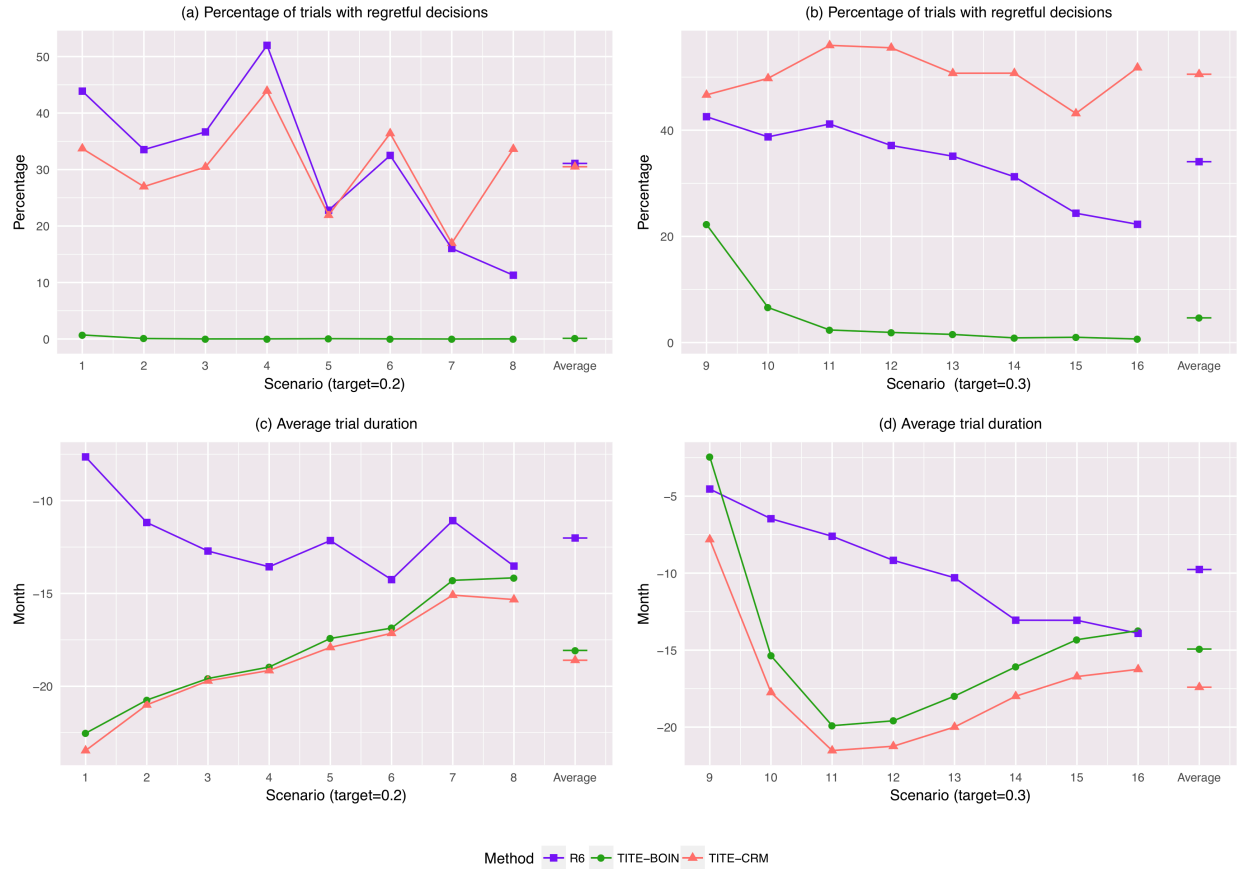 (a) Percentage of trials with regretful decisions
50
40
30
20
10
0
Percentage
1 2 3 4 5 6 7 8 Average
Scenario (target=0.2)
(b) Percentage of trials with regretful decisions
40
20
0
Percentage
9 10 11 12 13 14 15 16 Average
Scenario (target=0.3)
(c) Average trial duration
−10
−15
−20
Month
1 2 3 4 5 6 7 8 Average
Scenario (target=0.2)
(d) Average trial duration
−5
−10
−15
−20
Month
9 10 11 12 13 14 15 16 Average
Scenario (target=0.3)
Method R6 TITE−BOIN TITE−CRM